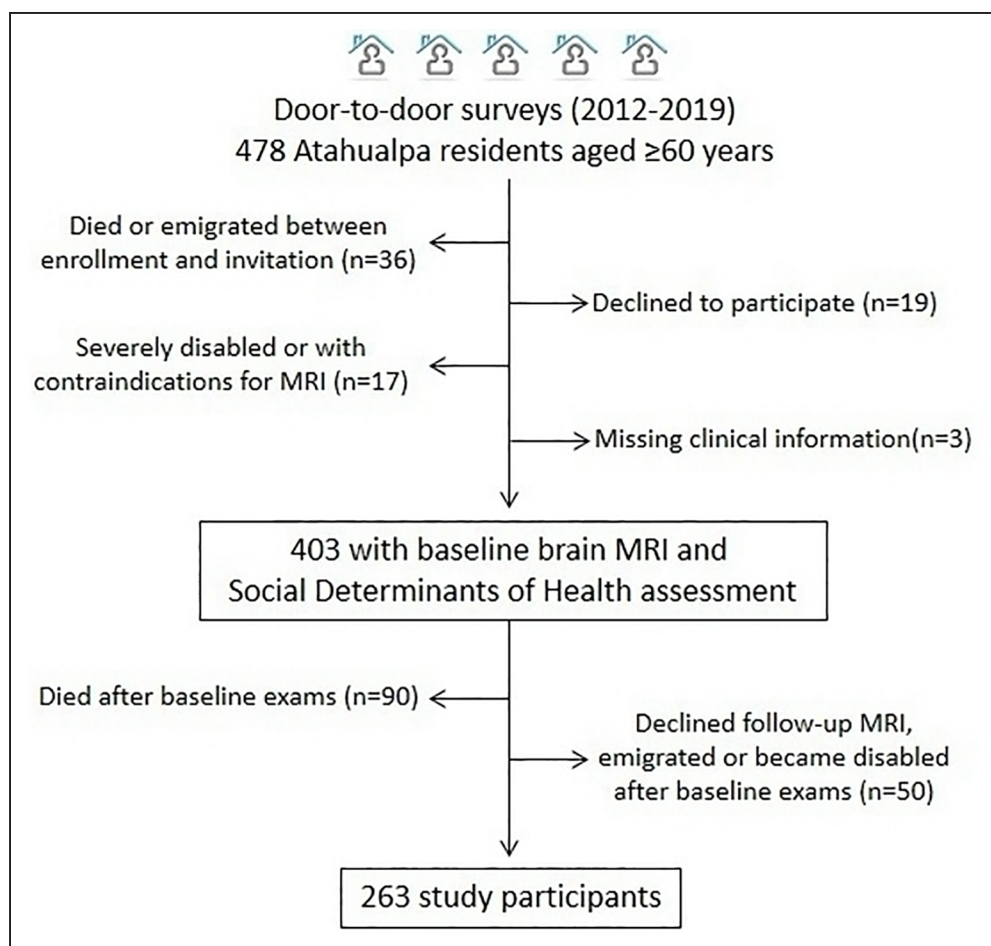 Door-to-door surveys (2012-2019)
478 Atahualpa residents aged ≥60 years
Died or emigrated between
enrollment and invitation (n=36)
Declined to participate (n=19)
Severely disabled or with
contraindications for MRI (n=17)
Missing clinical information(n=3)
403 with baseline brain MRI and
Social Determinants of Health assessment
Died after baseline exams (n=90)
Declined follow-up MRI,
emigrated or became disabled
after baseline exams (n=50)
263 study participants